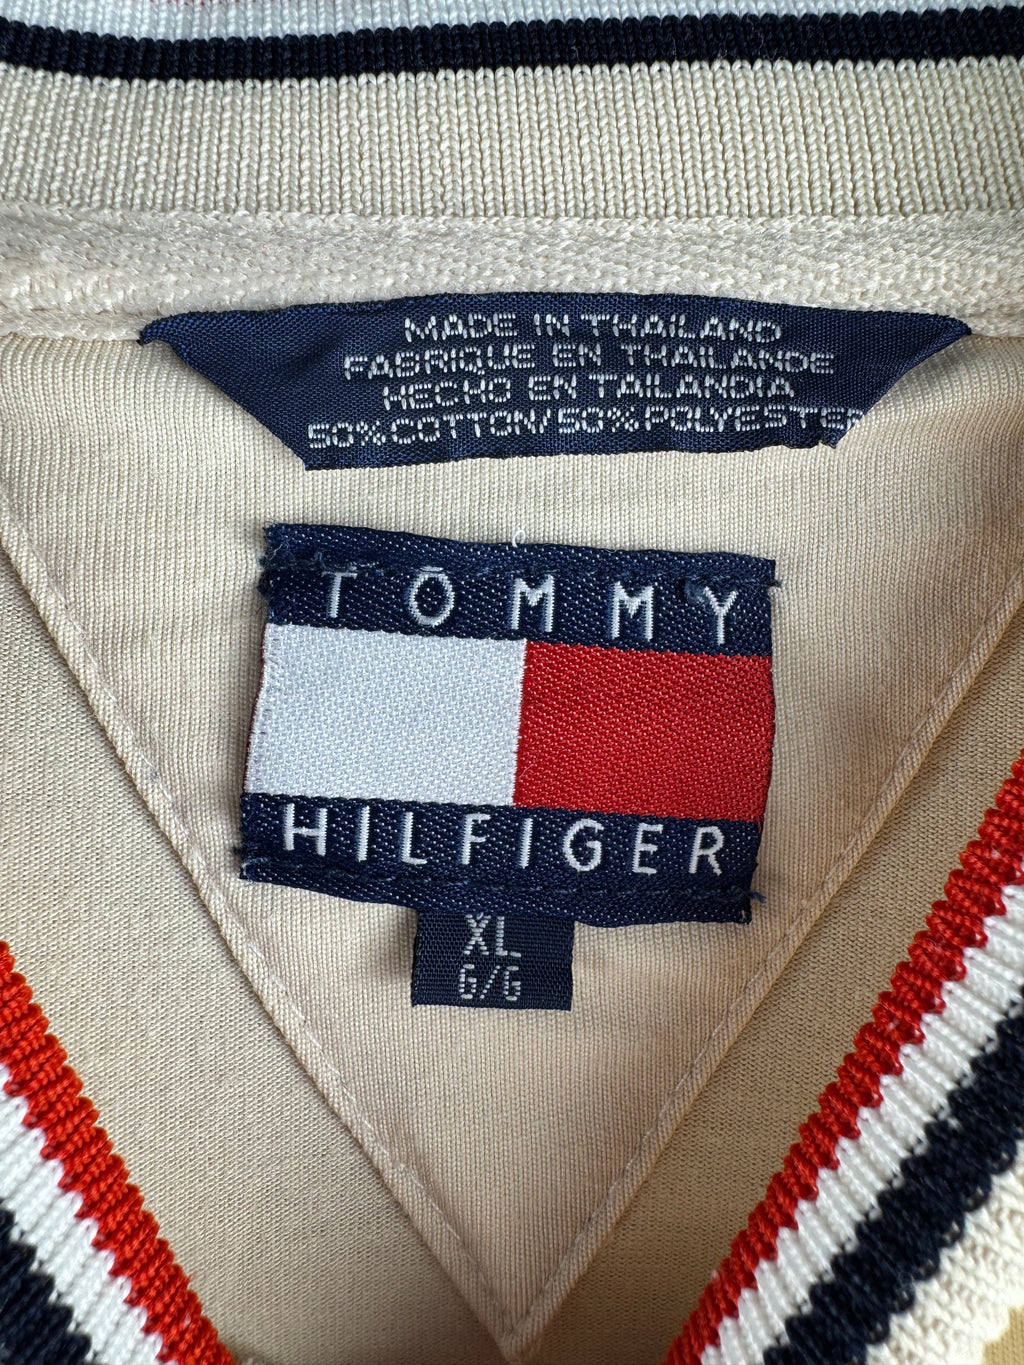 MADE IN THAILAND
FABRIQUE EN THAILANDE
HECHO EN TAILANDIA
50%COTTON/50%POLYESTER
TOMMY
HILFIGER
XL
G/G